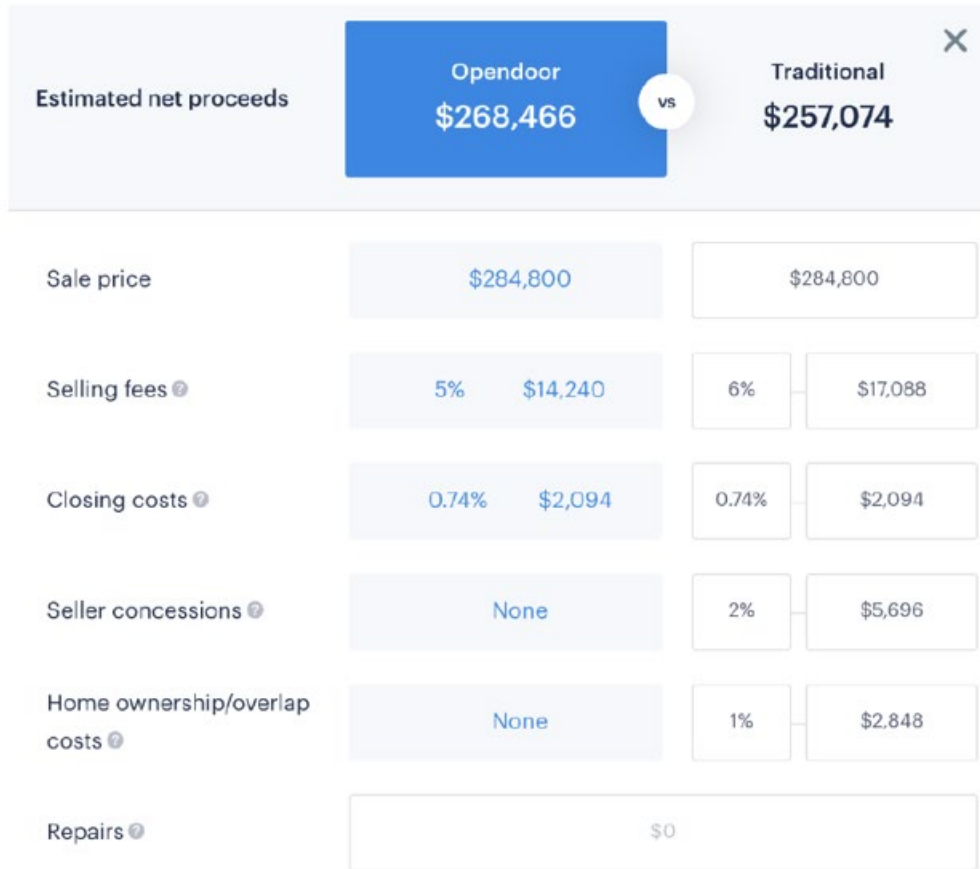 Estimated net proceeds
Opendoor
$268,466
vs
Traditional
$257,074
Sale price
$284,800
$284,800
Selling fees
5% $14,240
6% $17,088
Closing costs
0.74% $2,094
0.74% $2,094
Seller concessions
None
2% $5,696
Home ownership/overlap
costs
None
1% $2,848
Repairs
$0